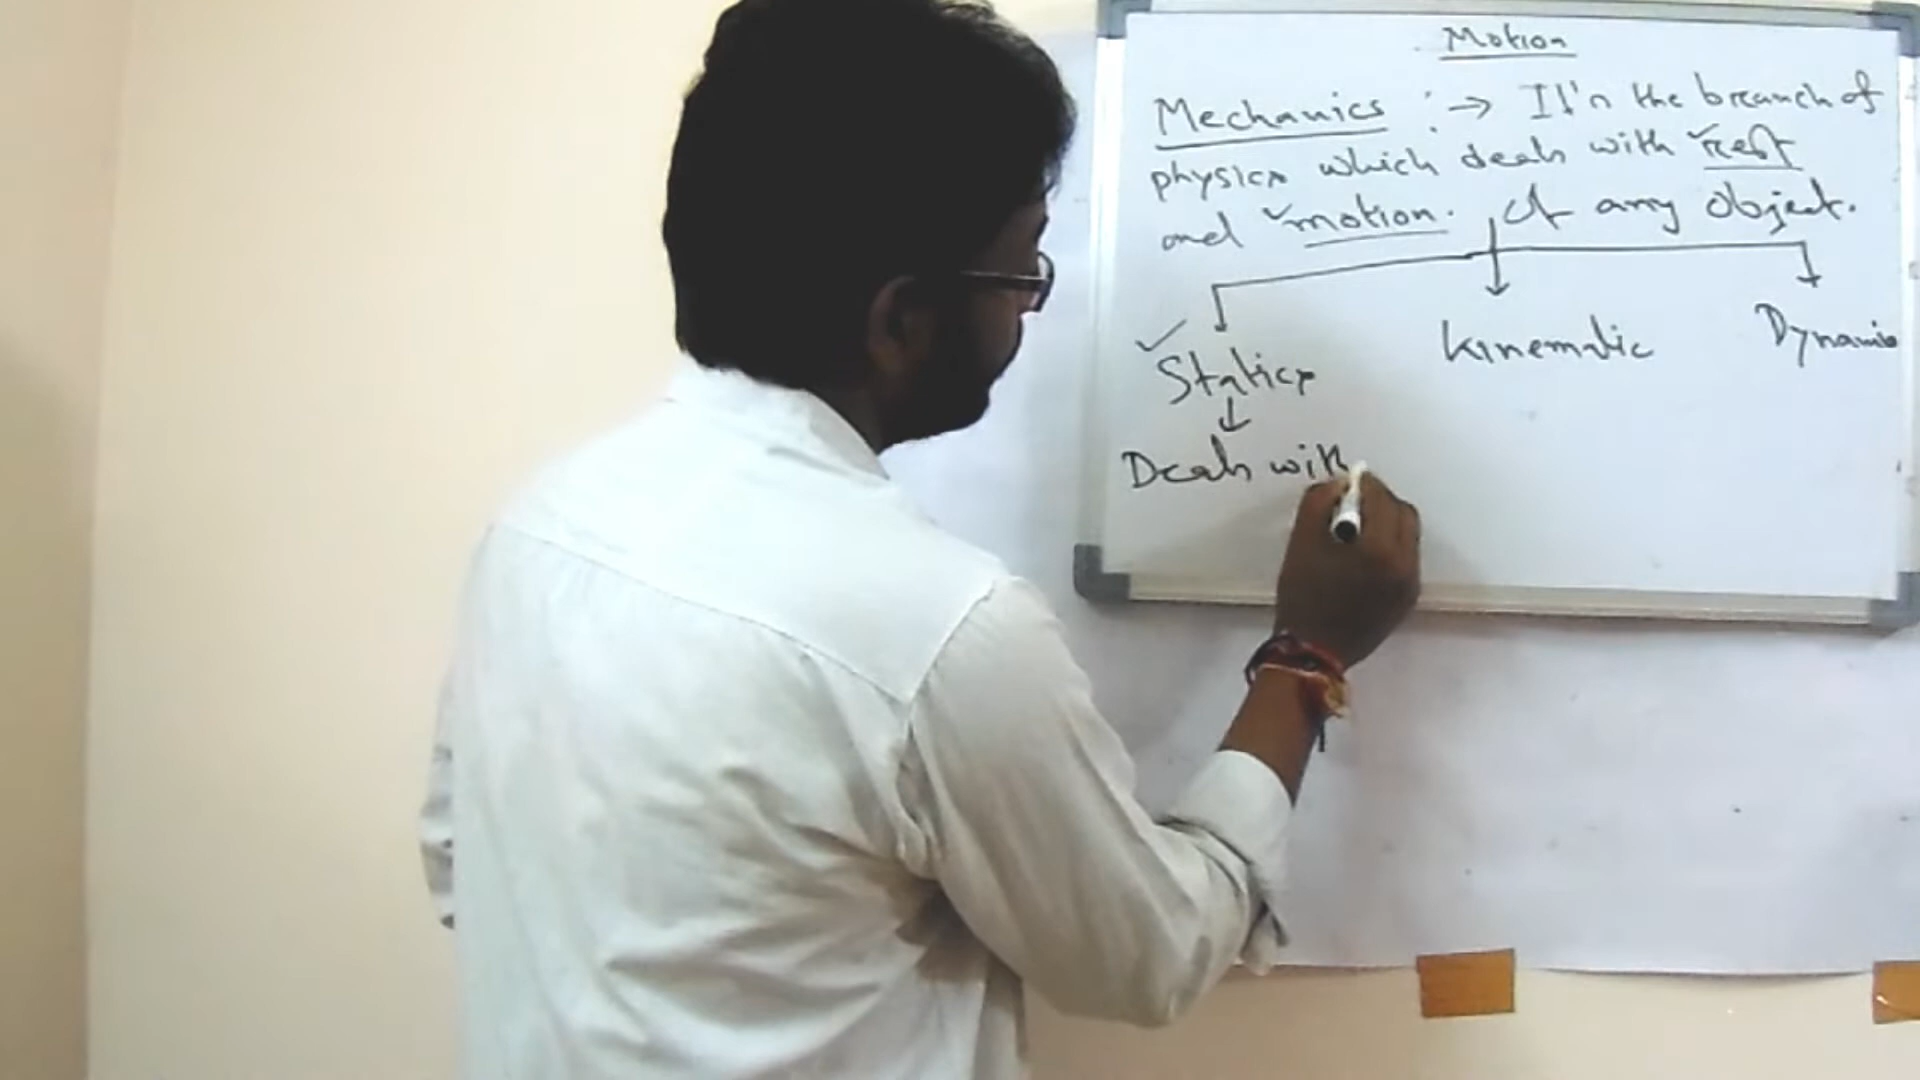 Motion
Mechanics :→ It's the branch of
physics which deals with rest
and motion. of any object.
Statics Kinematic Dynamic
Deals with